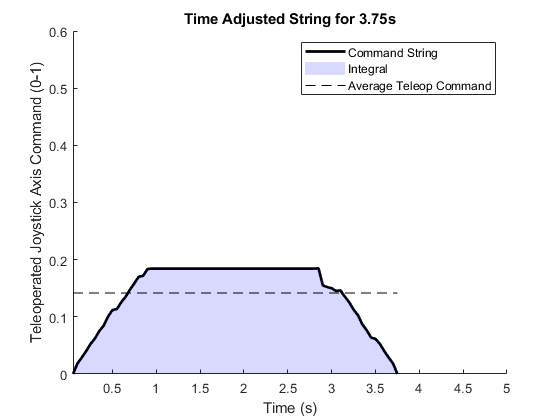 Time Adjusted String for 3.75s
0.6
0.5
0.4
0.3
0.2
0.1
0
Teleoperated Joystick Axis Command (0-1)
Command String
Integral
Average Teleop Command
0.5 1 1.5 2 2.5 3 3.5 4 4.5 5
Time (s)